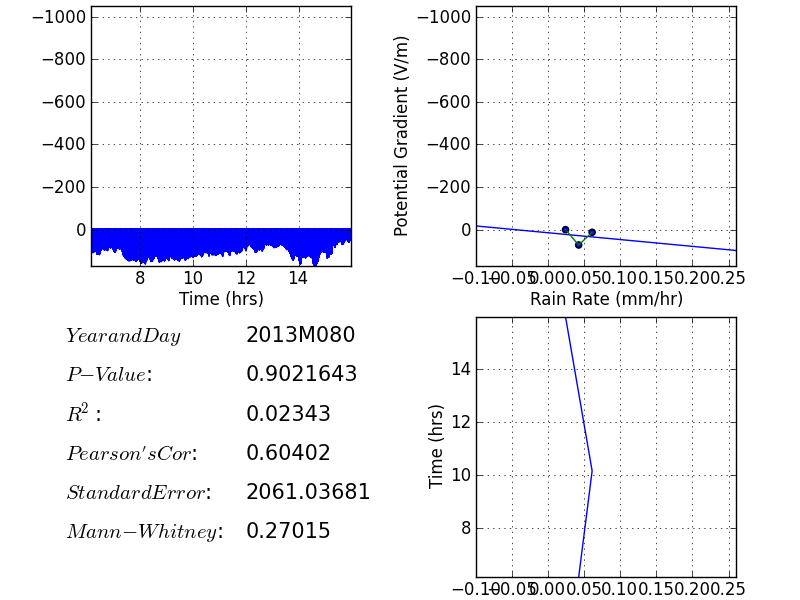 −1000
−800
−600
−400
−200
0
8 10 12 14
Time (hrs)
Potential Gradient (V/m)
−1000
−800
−600
−400
−200
0
−0.10 −0.05 0.00 0.05 0.10 0.15 0.20 0.25
Rain Rate (mm/hr)
YearandDay 2013M080
P−Value: 0.9021643
R²: 0.02343
Pearson'sCor: 0.60402
StandardError: 2061.03681
Mann−Whitney: 0.27015
Time (hrs)
14
12
10
8
−0.10 −0.05 0.00 0.05 0.10 0.15 0.20 0.25